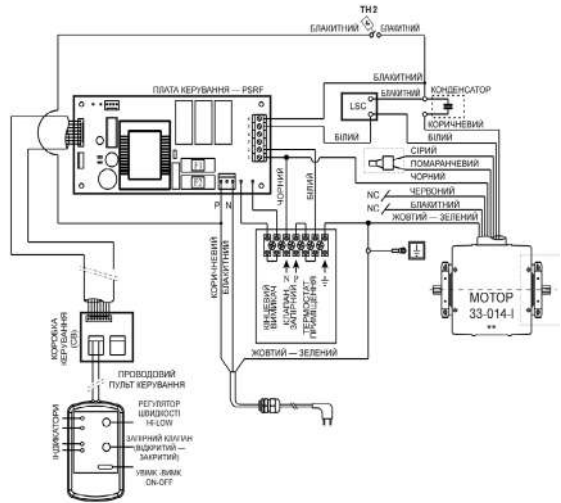 TH2
БЛАКИТНИЙ
БЛАКИТНИЙ
ПЛАТА КЕРУВАННЯ — PSRF
БЛАКИТНИЙ
БЛАКИТНИЙ
КОНДЕНСАТОР
LSC
КОРИЧНЕВИЙ
БІЛИЙ
БІЛИЙ
СІРИЙ
ПОМАРАНЧЕВИЙ
ЧОРНИЙ
ЧЕРВОНИЙ
NC
БЛАКИТНИЙ
NC
ЖОВТИЙ — ЗЕЛЕНИЙ
ЧОРНИЙ
БІЛИЙ
P N
КОРИЧНЕВИЙ
БЛАКИТНИЙ
N
P
КІНЦЕВИЙ
ВИМИКАЧ
КЛАПАН
ЗАПІРНИЙ
ТЕРМОСТАТ
ПРИМІЩЕННЯ
МОТОР
33-014-I
**
ЖОВТИЙ — ЗЕЛЕНИЙ
КОРОБКА
КЕРУВАННЯ
(CB)
ПРОВОДОВИЙ
ПУЛЬТ КЕРУВАННЯ
ІНДИКАТОРИ
РЕГУЛЯТОР
ШВИДКОСТІ
HI-LOW
ЗАПІРНИЙ КЛАПАН
(ВІДКРИТИЙ —
ЗАКРИТИЙ)
УВІМК -ВИМК
ON-OFF